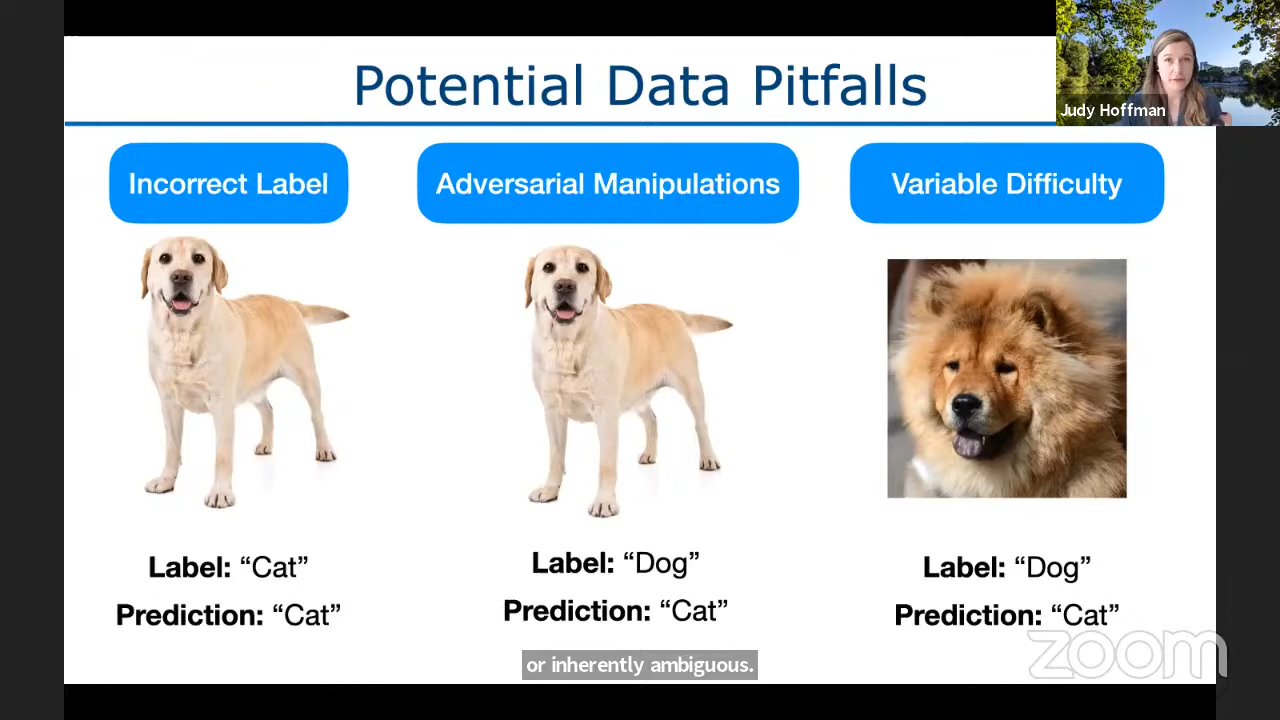 Potential Data Pitfalls
Judy Hoffman
Incorrect Label
Adversarial Manipulations
Variable Difficulty
Label: “Cat”
Prediction: “Cat”
Label: “Dog”
Prediction: “Cat”
Label: “Dog”
Prediction: “Cat”
or inherently ambiguous.
zoom